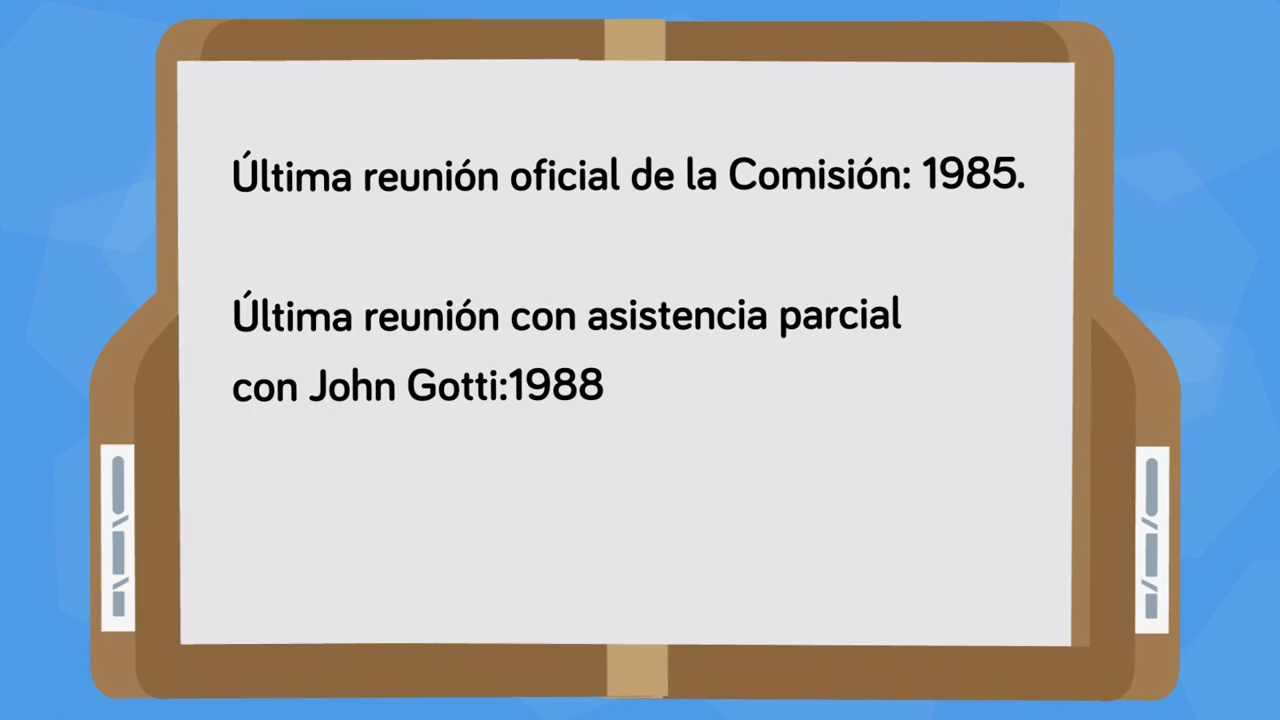 Última reunión oficial de la Comisión: 1985.
Última reunión con asistencia parcial
con John Gotti:1988